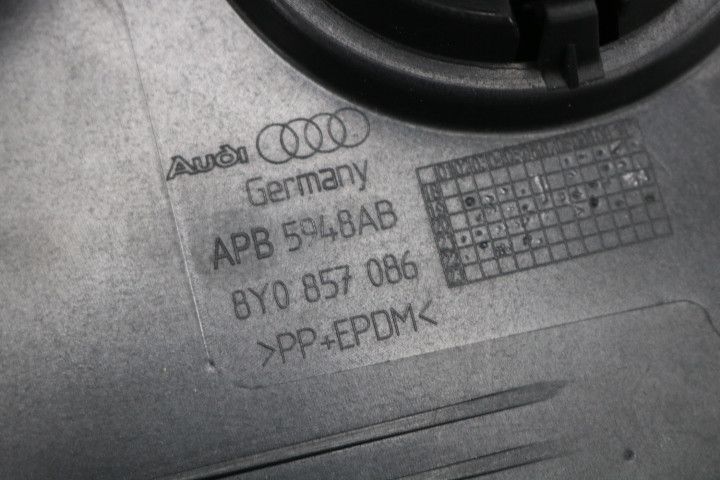 Audi
Germany
APB 5948AB
8Y0 857 086
>PP+EPDM<